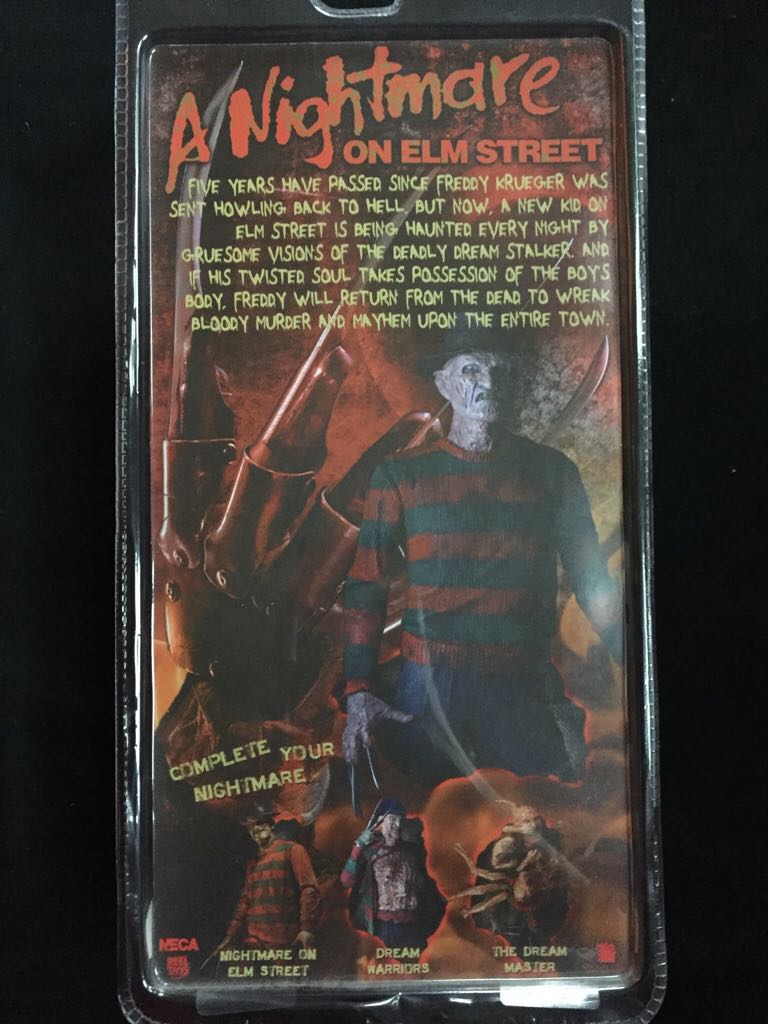 A Nightmare
ON ELM STREET
FIVE YEARS HAVE PASSED SINCE FREDDY KRUEGER WAS
SENT HOWLING BACK TO HELL. BUT NOW, A NEW KID ON
ELM STREET IS BEING HAUNTED EVERY NIGHT BY
GRUESOME VISIONS OF THE DEADLY DREAM STALKER. AND
IF HIS TWISTED SOUL TAKES POSSESSION OF THE BOY'S
BODY, FREDDY WILL RETURN FROM THE DEAD TO WREAK
BLOODY MURDER AND MAYHEM UPON THE ENTIRE TOWN.
COMPLETE YOUR
NIGHTMARE
NECA
REEL
TOYS
NIGHTMARE ON
ELM STREET
DREAM
WARRIORS
THE DREAM
MASTER